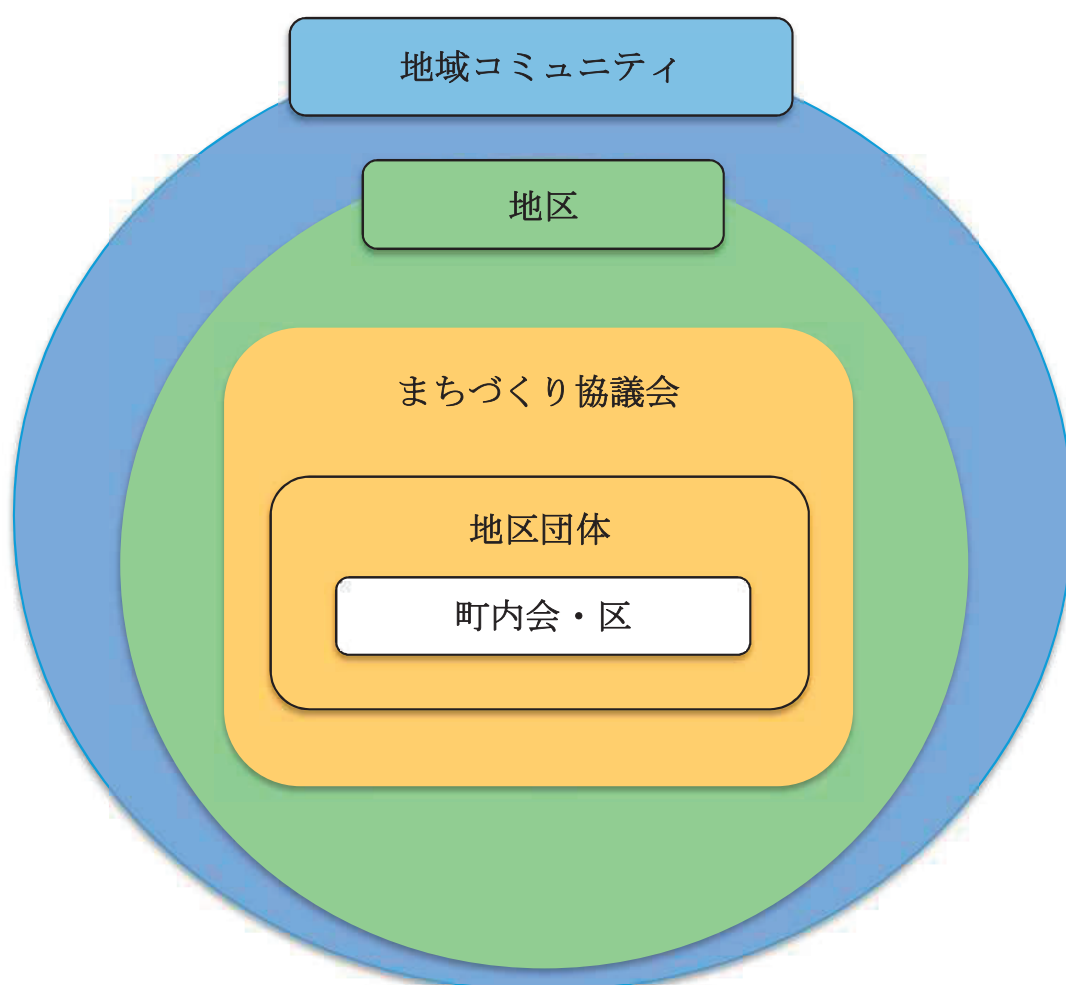 地域コミュニティ
地区
まちづくり協議会
地区団体
町内会・区